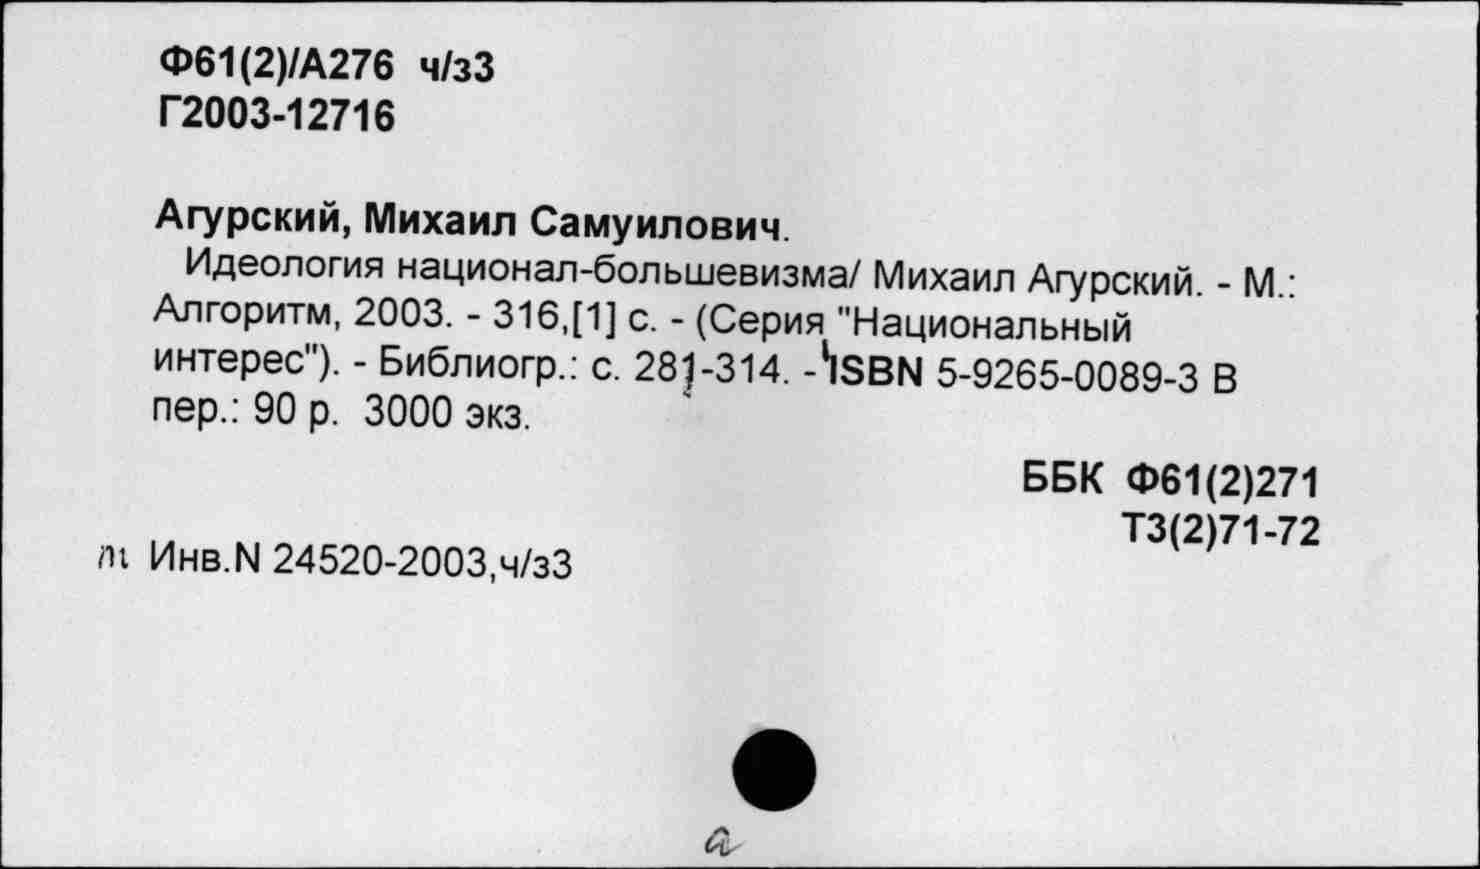 Ф61(2)/А276 ч/з3
Г2003-12716
Агурский, Михаил Самуилович.
Идеология национал-большевизма/ Михаил Агурский. - М.:
Алгоритм, 2003. - 316,[1] с. - (Серия "Национальный
интерес"). - Библиогр.: с. 281-314. - ISBN 5-9265-0089-3 В
пер.: 90 р. 3000 экз.
ББК Ф61(2)271
Т3(2)71-72
т Инв.N 24520-2003,ч/з3
а